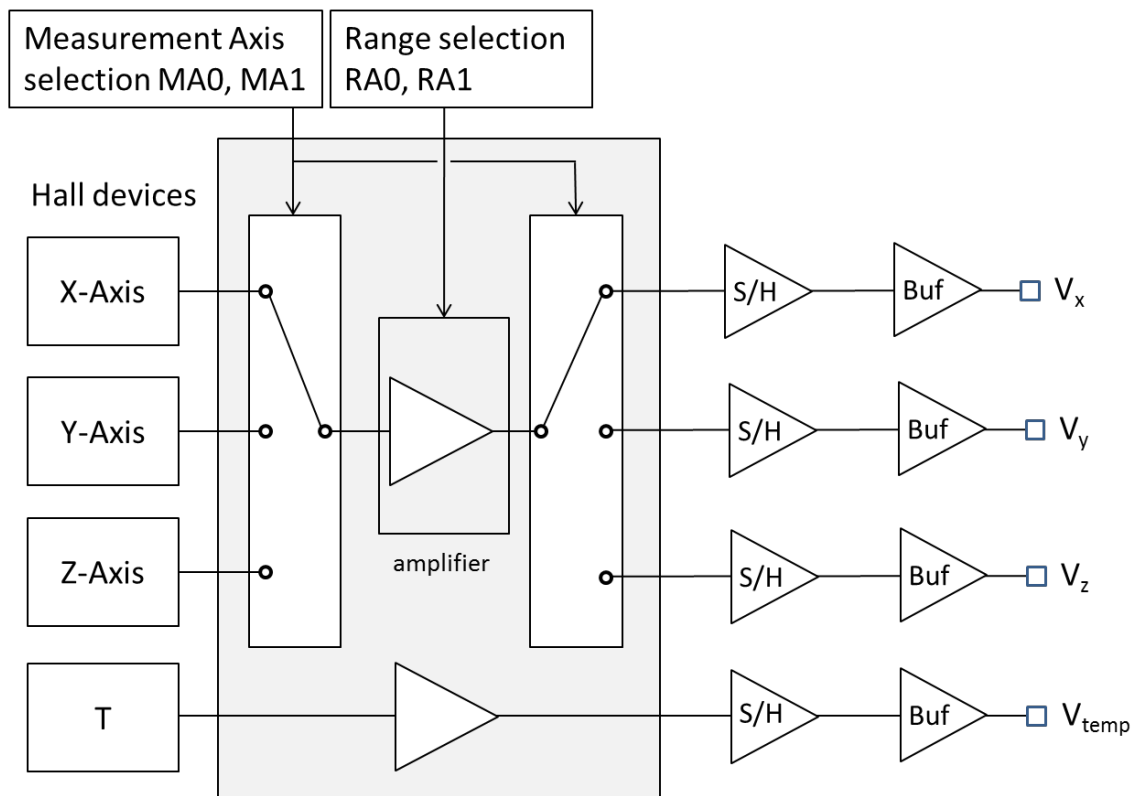 Measurement Axis
selection MA0, MA1
Range selection
RA0, RA1
Hall devices
X-Axis
S/H
Buf
Vx
Y-Axis
S/H
Buf
Vy
amplifier
Z-Axis
S/H
Buf
Vz
T
S/H
Buf
Vtemp